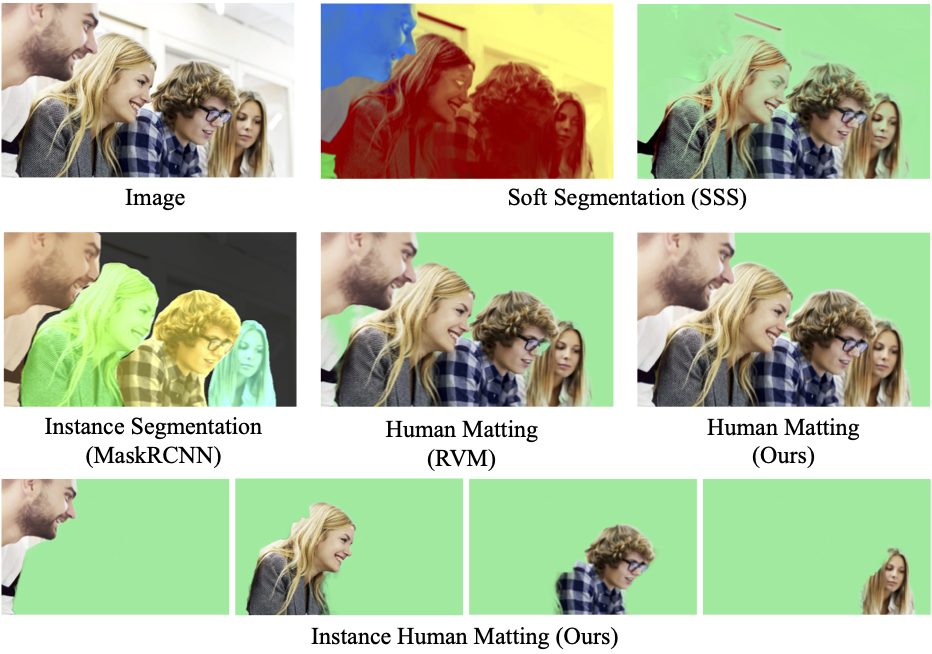 Image
Soft Segmentation (SSS)
Instance Segmentation
(MaskRCNN)
Human Matting
(RVM)
Human Matting
(Ours)
Instance Human Matting (Ours)